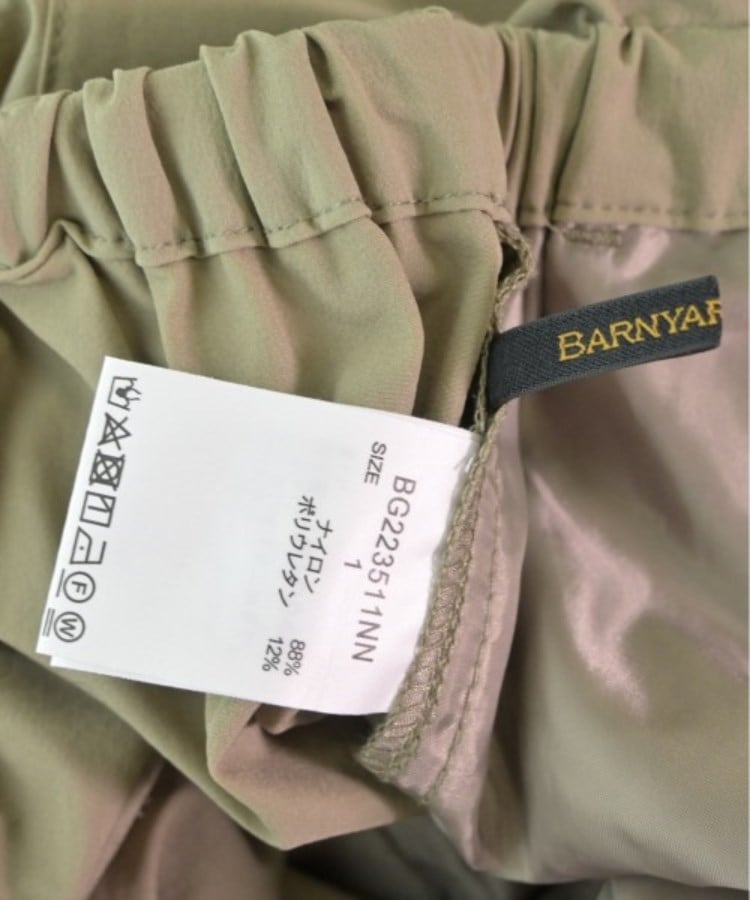 BARNYAR
BG223511NN
SIZE 1
ナイロン 88%
ポリウレタン 12%
F
W